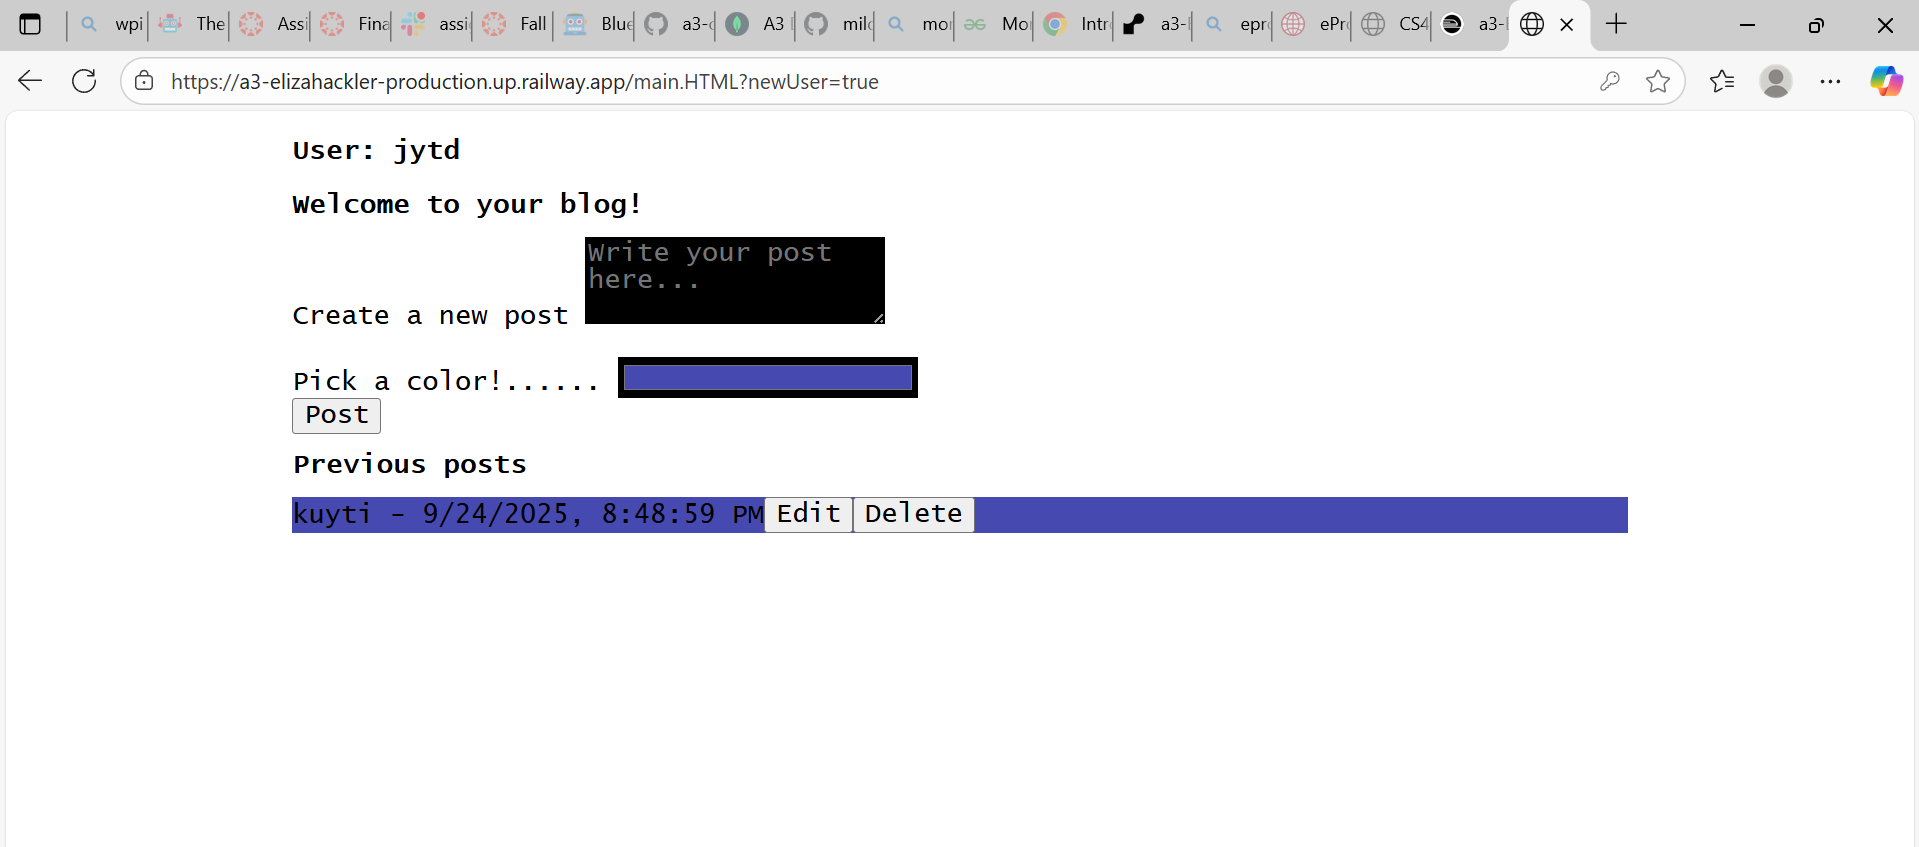 wpi
The
Assi
Fina
assi
Fall
Blue
a3-
A3
milo
mo
Mo
Intr
a3-
epr
ePr
CS4
a3-
https://a3-elizahackler-production.up.railway.app/main.HTML?newUser=true
User: jytd
Welcome to your blog!
Write your post
here...
Create a new post
Pick a color!......
Post
Previous posts
kuyti - 9/24/2025, 8:48:59 PM Edit Delete